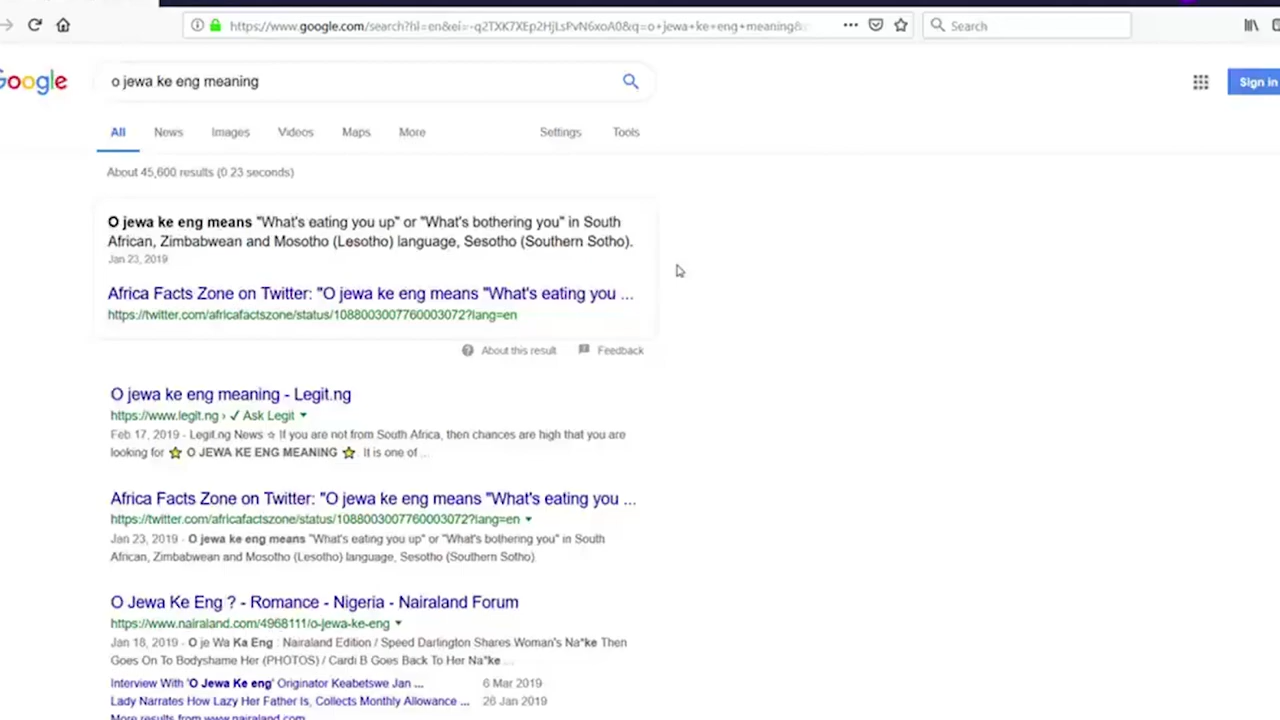 https://www.google.com/search?hl=en&ei=-q2TXK7XEp2HjLsPvN6xoA0&q=o+jewa+ke+eng+meaning&
Search
Google
o jewa ke eng meaning
Sign in
All News Images Videos Maps More Settings Tools
About 45,600 results (0.23 seconds)
O jewa ke eng means "What's eating you up" or "What's bothering you" in South
African, Zimbabwean and Mosotho (Lesotho) language, Sesotho (Southern Sotho).
Jan 23, 2019
Africa Facts Zone on Twitter: "O jewa ke eng means "What's eating you ...
https://twitter.com/africafactszone/status/1088003007760003072?lang=en
About this result Feedback
O jewa ke eng meaning - Legit.ng
https://www.legit.ng › ✓ Ask Legit
Feb 17, 2019 - Legit.ng News ☆ If you are not from South Africa, then chances are high that you are
looking for ⭐ O JEWA KE ENG MEANING ⭐. It is one of ...
Africa Facts Zone on Twitter: "O jewa ke eng means "What's eating you ...
https://twitter.com/africafactszone/status/1088003007760003072?lang=en
Jan 23, 2019 - O jewa ke eng means "What's eating you up" or "What's bothering you" in South
African, Zimbabwean and Mosotho (Lesotho) language, Sesotho (Southern Sotho).
O Jewa Ke Eng ? - Romance - Nigeria - Nairaland Forum
https://www.nairaland.com/4968111/o-jewa-ke-eng
Jan 18, 2019 - O je Wa Ka Eng : Nairaland Edition / Speed Darlington Shares Woman's Na*ke Then
Goes On To Bodyshame Her (PHOTOS) / Cardi B Goes Back To Her Na*ke ...
Interview With 'O Jewa Ke eng' Originator Keabetswe Jan ... 6 Mar 2019
Lady Narrates How Lazy Her Father Is, Collects Monthly Allowance ... 26 Jan 2019
More results from www.nairaland.com